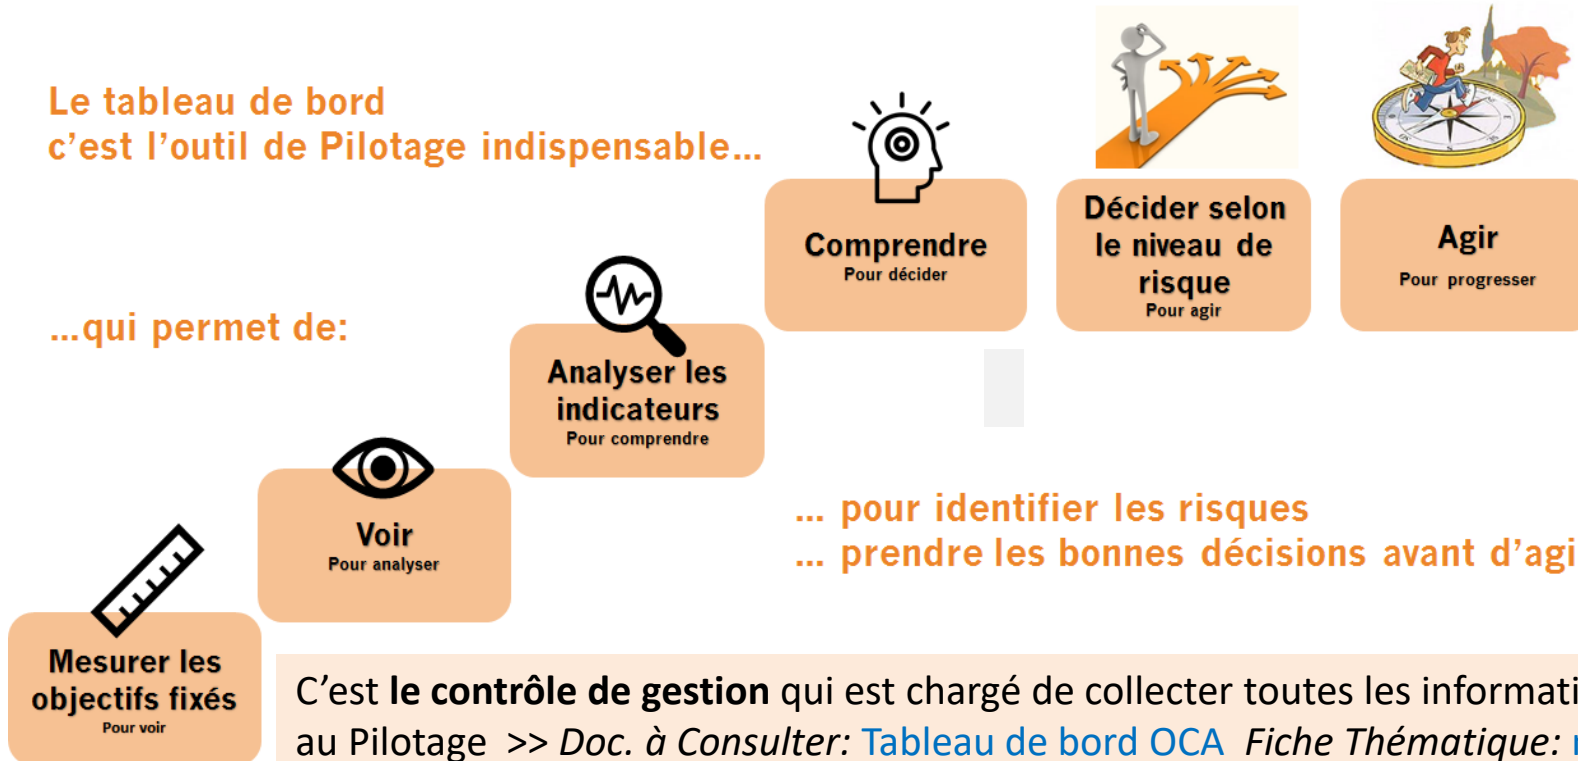 Le tableau de bord
c'est l'outil de Pilotage indispensable...
...qui permet de:
Comprendre
Pour décider
Décider selon
le niveau de
risque
Pour agir
Agir
Pour progresser
Analyser les
indicateurs
Pour comprendre
Voir
Pour analyser
Mesurer les
objectifs fixés
Pour voir
... pour identifier les risques
... prendre les bonnes décisions avant d'agi
C'est le contrôle de gestion qui est chargé de collecter toutes les informati
au Pilotage >> Doc. à Consulter: Tableau de bord OCA Fiche Thématique: